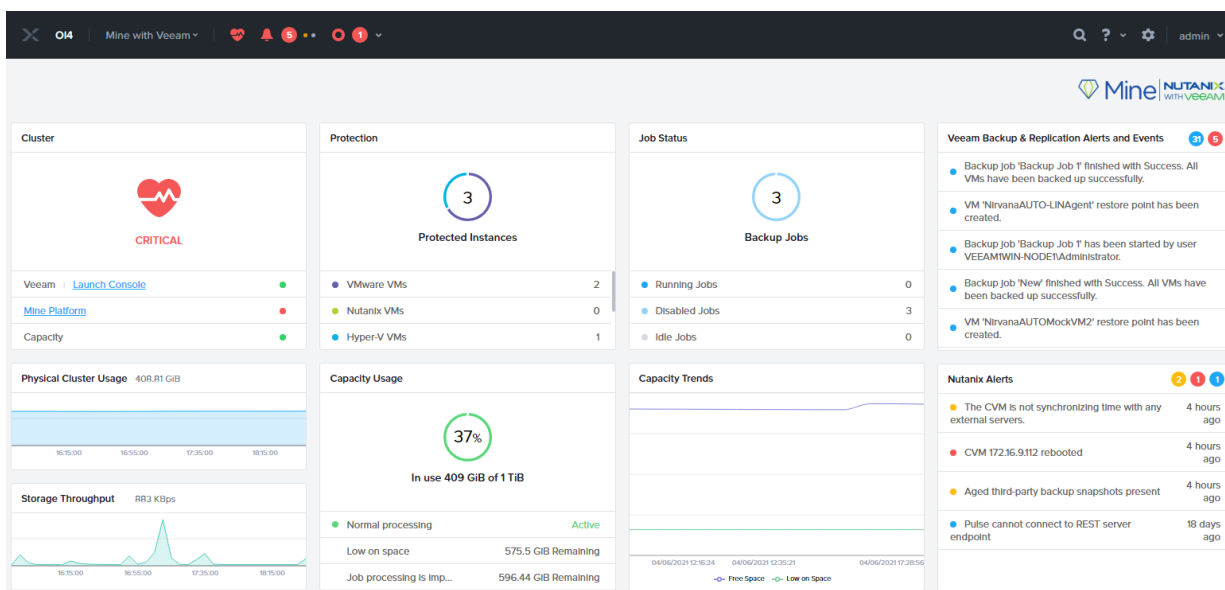 OI4 Mine with Veeam 5 1 ? admin
Mine NUTANIX WITH VEEAM
Cluster
CRITICAL
Veeam Launch Console
Mine Platform
Capacity
Protection
3
Protected Instances
VMware VMs 2
Nutanix VMs 0
Hyper-V VMs 1
Job Status
3
Backup Jobs
Running Jobs 0
Disabled Jobs 3
Idle Jobs 0
Veeam Backup & Replication Alerts and Events 31 5
Backup job 'Backup Job 1' finished with Success. All
VMs have been backed up successfully.
VM 'NirvanaAUTO-LINAgent' restore point has been
created.
Backup job 'Backup Job 1' has been started by user
VEEAM1WIN-NODE1\Administrator.
Backup job 'New' finished with Success. All VMs have
been backed up successfully.
VM 'NirvanaAUTOMockVM2' restore point has been
created.
Physical Cluster Usage 408.81 GiB
16:15:00 16:55:00 17:35:00 18:15:00
Storage Throughput 883 KBps
16:15:00 16:55:00 17:35:00 18:15:00
Capacity Usage
37%
In use 409 GiB of 1 TiB
Normal processing Active
Low on space 575.5 GiB Remaining
Job processing is imp... 596.44 GiB Remaining
Capacity Trends
04/06/2021 12:16:24 04/06/2021 12:35:21 04/06/2021 17:28:56
Free Space Low on Space
Nutanix Alerts 2 1 1
The CVM is not synchronizing time with any 4 hours
external servers. ago
CVM 172.16.9.112 rebooted 4 hours
ago
Aged third-party backup snapshots present 4 hours
ago
Pulse cannot connect to REST server 18 days
endpoint ago